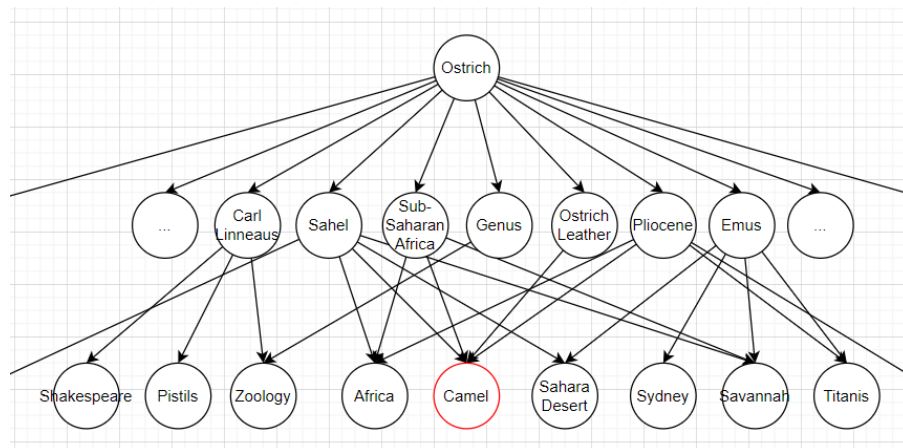 Ostrich
...
Carl
Linneaus
Sahel
Sub-
Saharan
Africa
Genus
Ostrich
Leather
Pliocene
Emus
...
Shakespeare
Pistils
Zoology
Africa
Camel
Sahara
Desert
Sydney
Savannah
Titanis